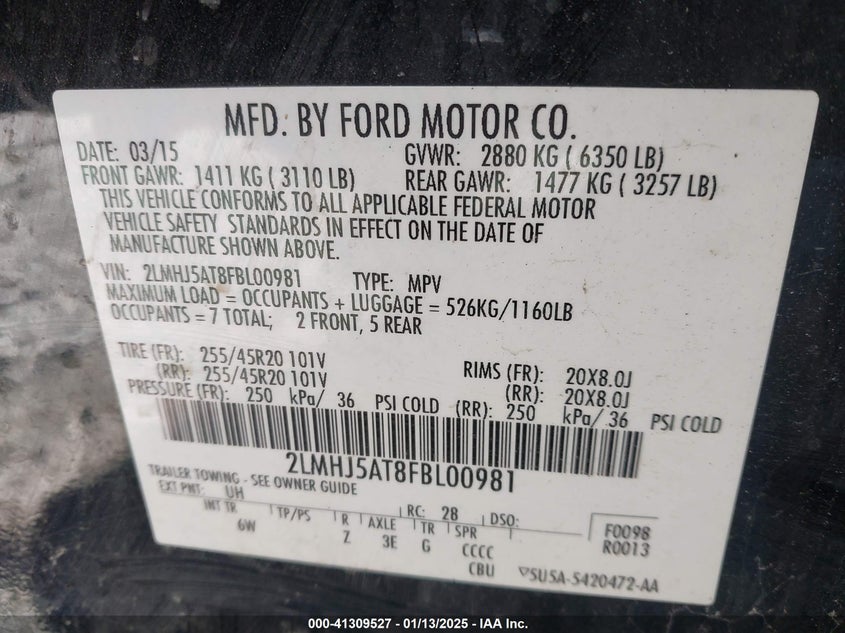 MFD. BY FORD MOTOR CO.
DATE: 03/15 GVWR: 2880 KG ( 6350 LB)
FRONT GAWR: 1411 KG ( 3110 LB) REAR GAWR: 1477 KG ( 3257 LB)
THIS VEHICLE CONFORMS TO ALL APPLICABLE FEDERAL MOTOR
VEHICLE SAFETY STANDARDS IN EFFECT ON THE DATE OF
MANUFACTURE SHOWN ABOVE.
VIN: 2LMHJ5AT8FBL00981 TYPE: MPV
MAXIMUM LOAD = OCCUPANTS + LUGGAGE = 526KG/1160LB
OCCUPANTS = 7 TOTAL; 2 FRONT, 5 REAR
TIRE (FR): 255/45R20 101V RIMS (FR): 20X8.0J
(RR): 255/45R20 101V (RR): 20X8.0J
PRESSURE (FR): 250 kPa/ 36 PSI COLD (RR): 250 kPa/ 36 PSI COLD
2LMHJ5AT8FBL00981
TRAILER TOWING - SEE OWNER GUIDE
EXT PNT: UH RC: 28 DSO:
INT TR TP/PS R AXLE TR SPR
6W Z 3E G CCCC
CBU
F0098
R0013
▽SU5A-5420472-AA
000-41309527 — 01/13/2025 — IAA Inc.